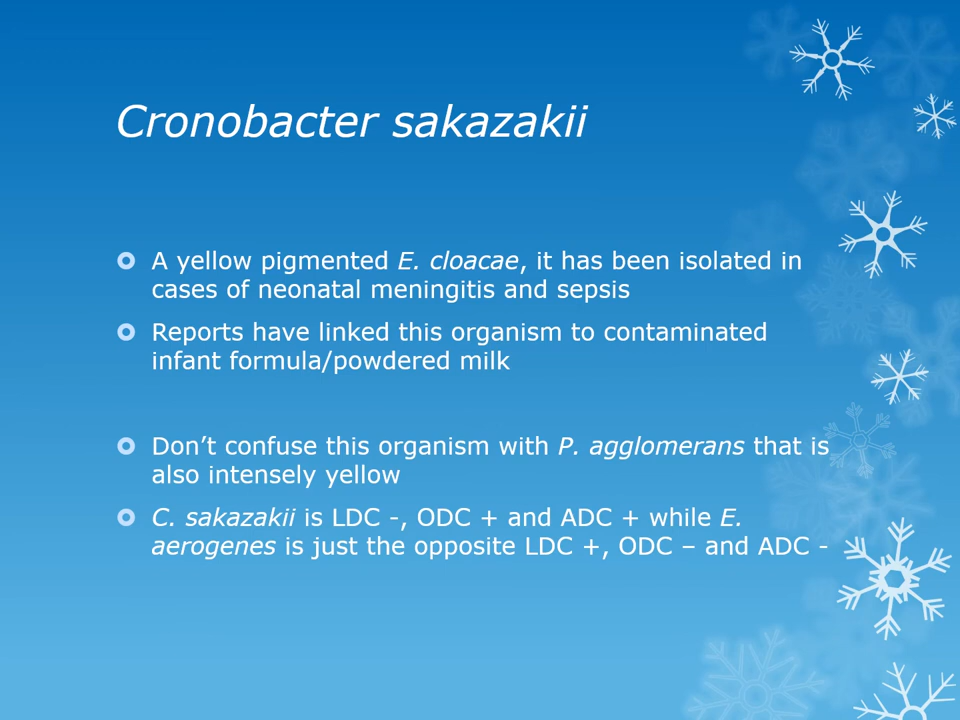 Cronobacter sakazakii
A yellow pigmented E. cloacae, it has been isolated in
cases of neonatal meningitis and sepsis
Reports have linked this organism to contaminated
infant formula/powdered milk
Don’t confuse this organism with P. agglomerans that is
also intensely yellow
C. sakazakii is LDC -, ODC + and ADC + while E.
aerogenes is just the opposite LDC +, ODC – and ADC -